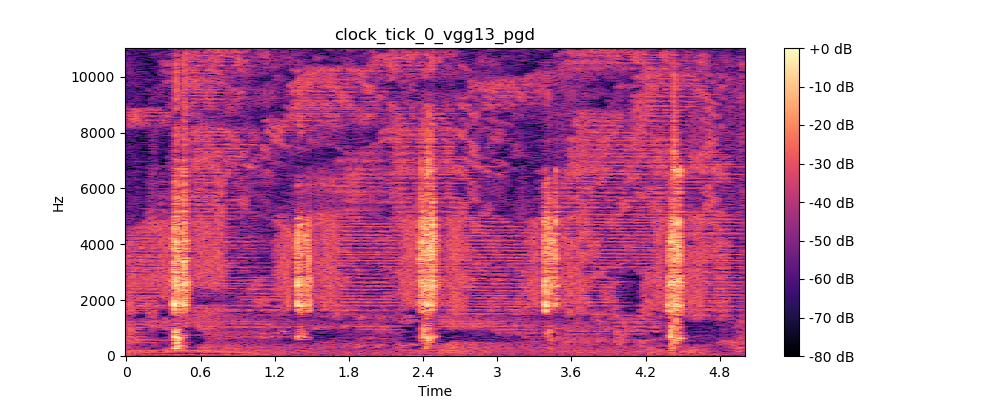 clock_tick_0_vgg13_pgd
Hz
10000
8000
6000
4000
2000
0
0 0.6 1.2 1.8 2.4 3 3.6 4.2 4.8
Time
+0 dB
-10 dB
-20 dB
-30 dB
-40 dB
-50 dB
-60 dB
-70 dB
-80 dB